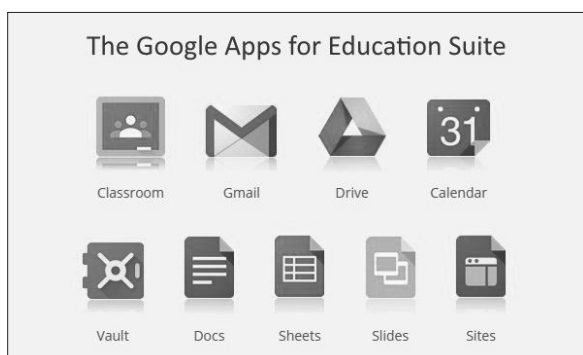 The Google Apps for Education Suite
31
Classroom Gmail Drive Calendar
Vault Docs Sheets Slides Sites